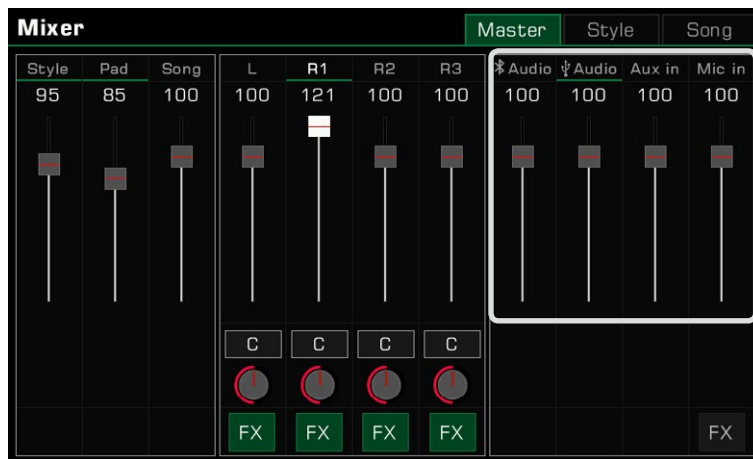 Mixer Master Style Song
Style Pad Song L R1 R2 R3 Audio Audio Aux in Mic in
95 85 100 100 121 100 100 100 100 100 100
C C C C
FX FX FX FX FX